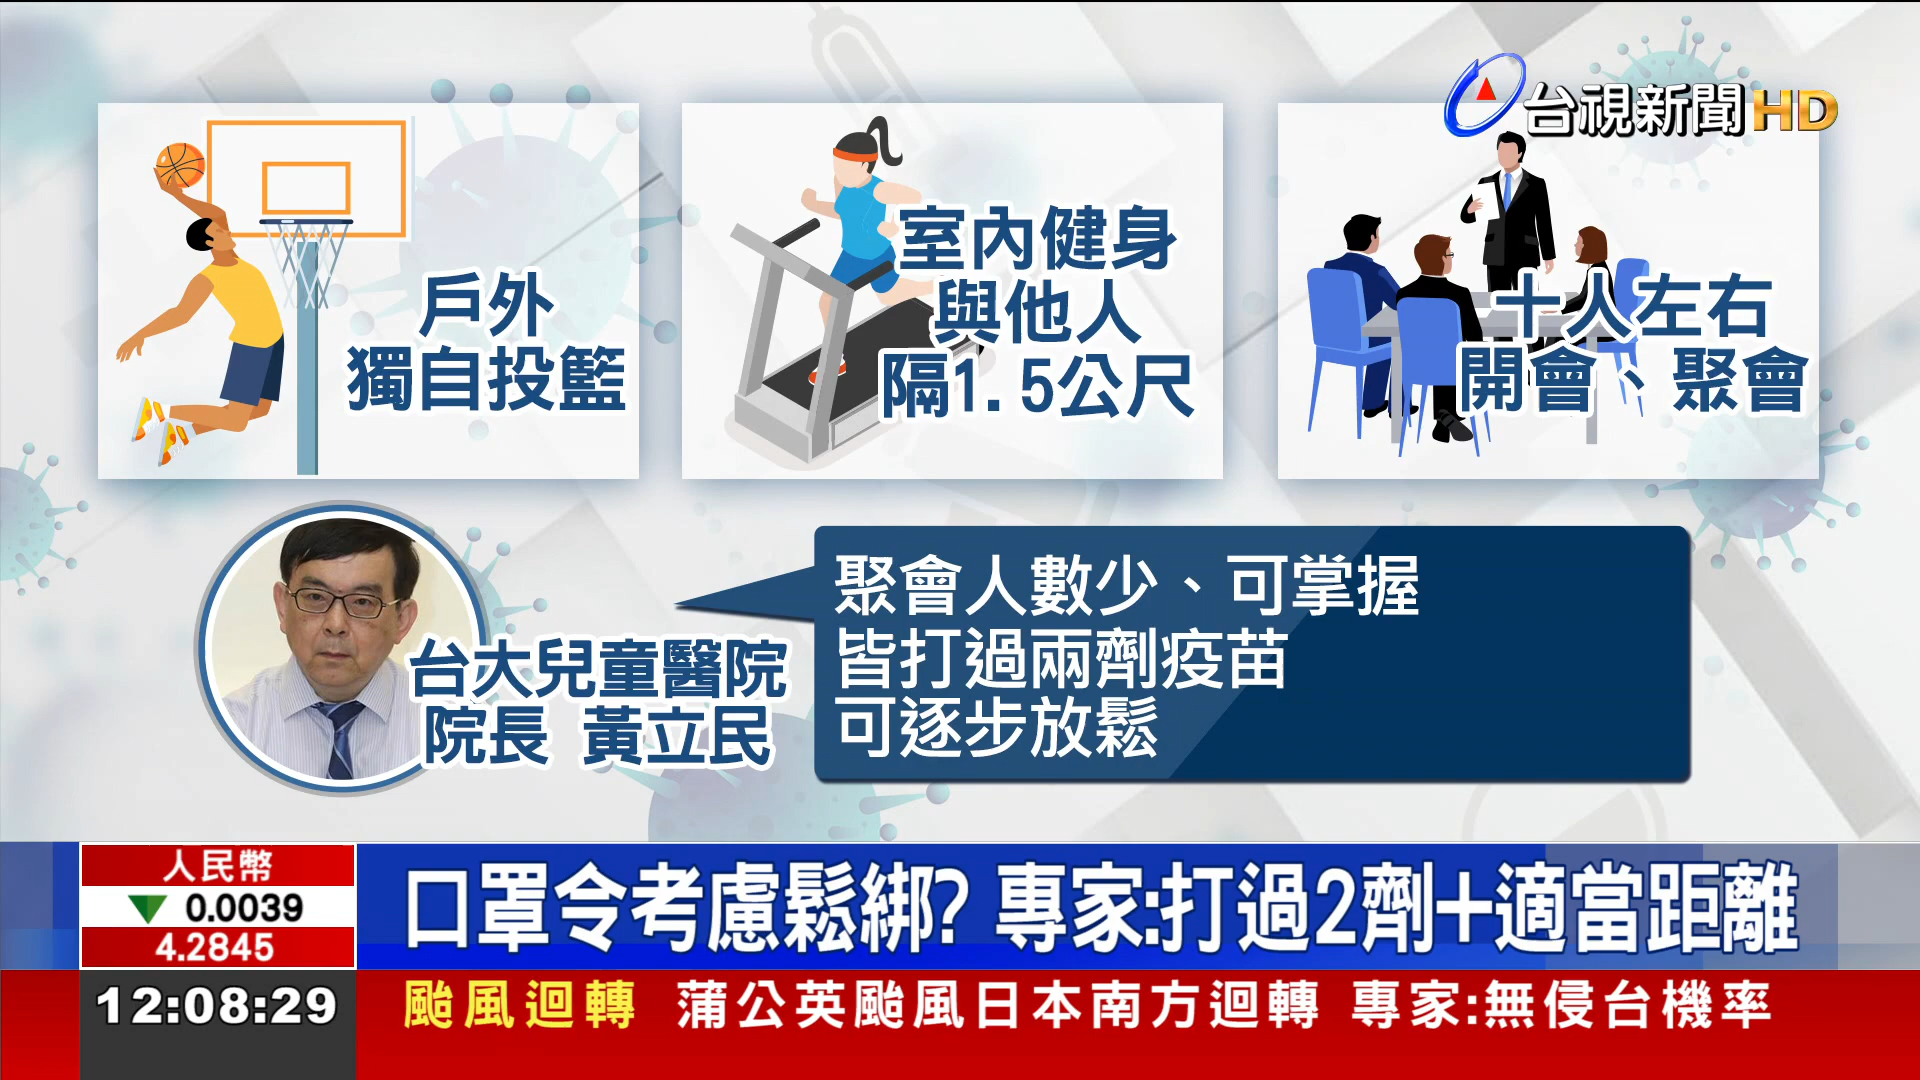 台視新聞HD
戶外
獨自投籃
室內健身
與他人
隔1.5公尺
十人左右
開會、聚會
台大兒童醫院
院長 黃立民
聚會人數少、可掌握
皆打過兩劑疫苗
可逐步放鬆
人民幣
0.0039
4.2845
口罩令考慮鬆綁? 專家:打過2劑+適當距離
12:08:29
颱風迴轉 蒲公英颱風日本南方迴轉 專家:無侵台機率